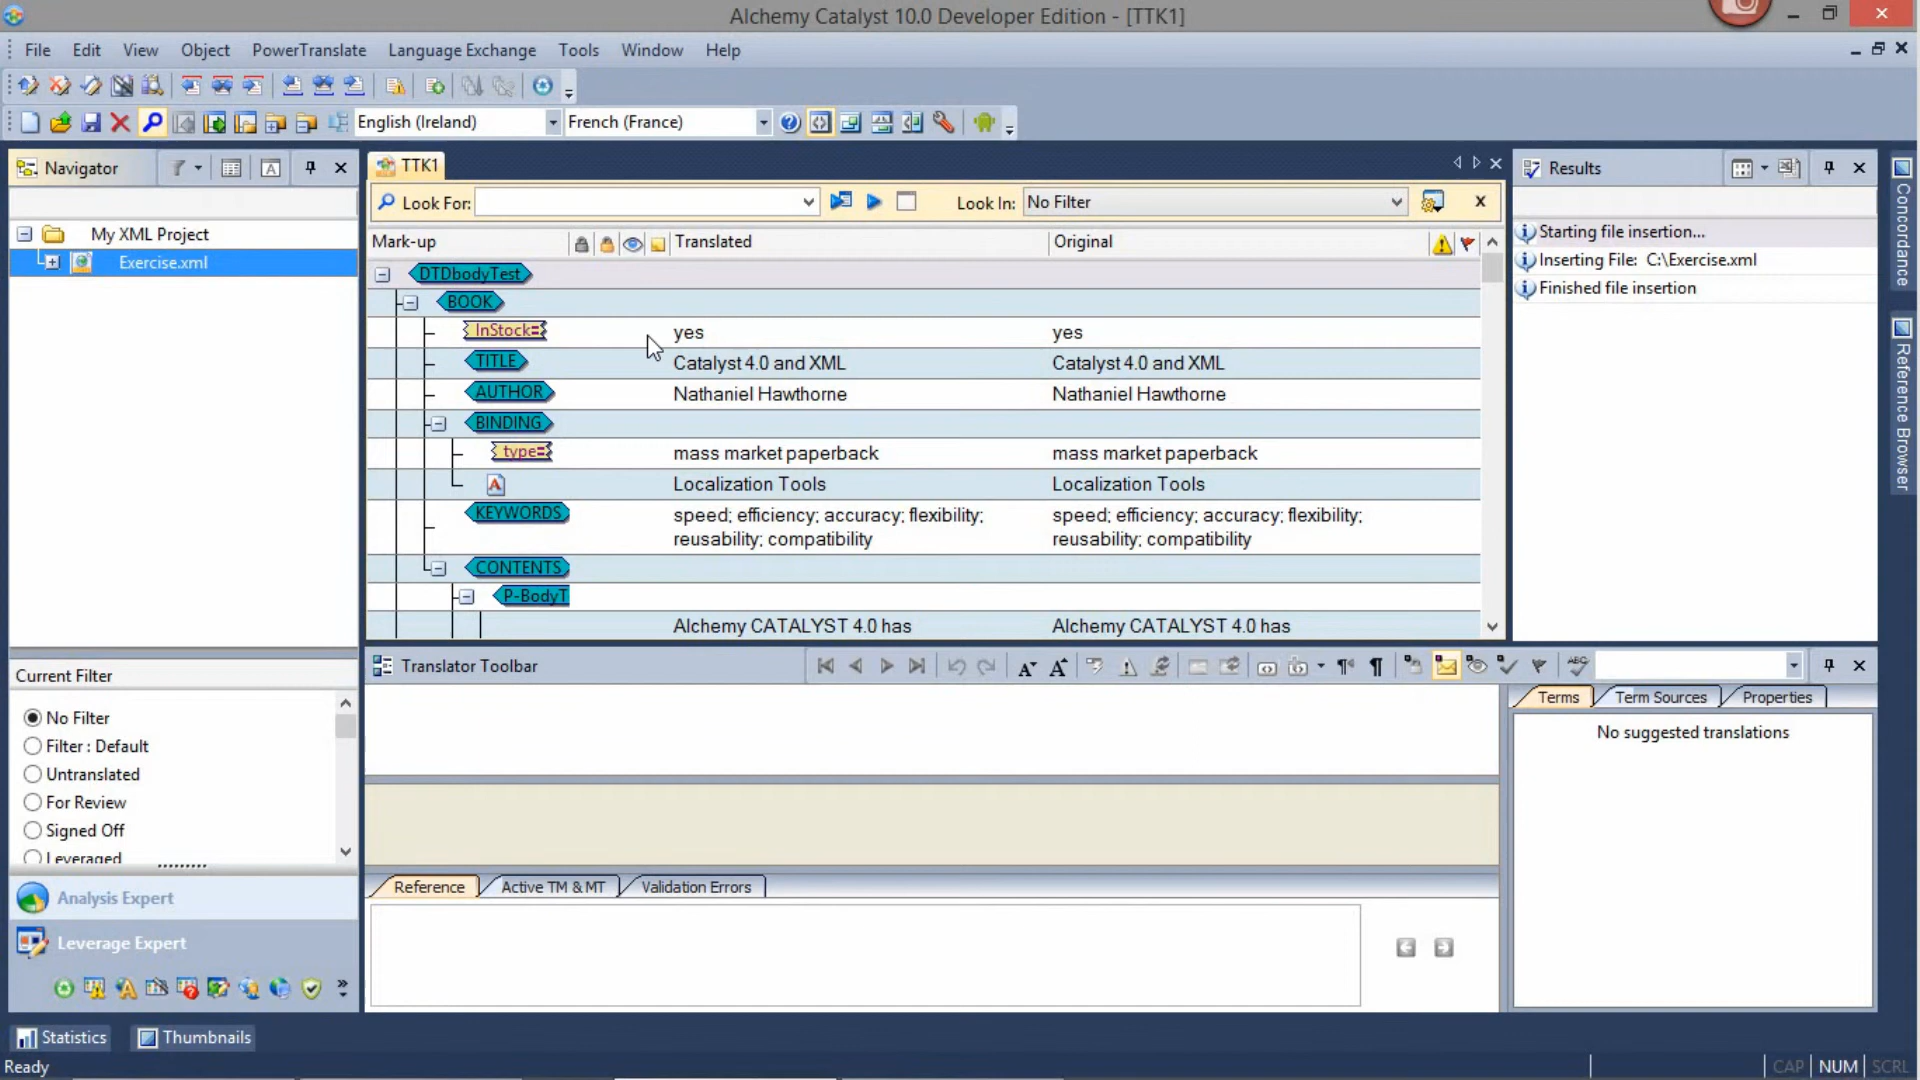 Alchemy Catalyst 10.0 Developer Edition - [TTK1]
File Edit View Object PowerTranslate Language Exchange Tools Window Help
English (Ireland) French (France)
Navigator
My XML Project
Exercise.xml
Current Filter
No Filter
Filter : Default
Untranslated
For Review
Signed Off
Leveraged
Analysis Expert
Leverage Expert
TTK1
Look For: Look In: No Filter
Mark-up Translated Original
DTDbodyTest
BOOK
InStock= yes yes
TITLE Catalyst 4.0 and XML Catalyst 4.0 and XML
AUTHOR Nathaniel Hawthorne Nathaniel Hawthorne
BINDING
type= mass market paperback mass market paperback
A Localization Tools Localization Tools
KEYWORDS speed; efficiency; accuracy; flexibility; speed; efficiency; accuracy; flexibility;
reusability; compatibility reusability; compatibility
CONTENTS
P-BodyT
Alchemy CATALYST 4.0 has Alchemy CATALYST 4.0 has
Results
Starting file insertion...
Inserting File: C:\Exercise.xml
Finished file insertion
Concordance
Reference Browser
Translator Toolbar
Terms Term Sources Properties
No suggested translations
Reference Active TM & MT Validation Errors
Statistics Thumbnails
Ready CAP NUM SCRL